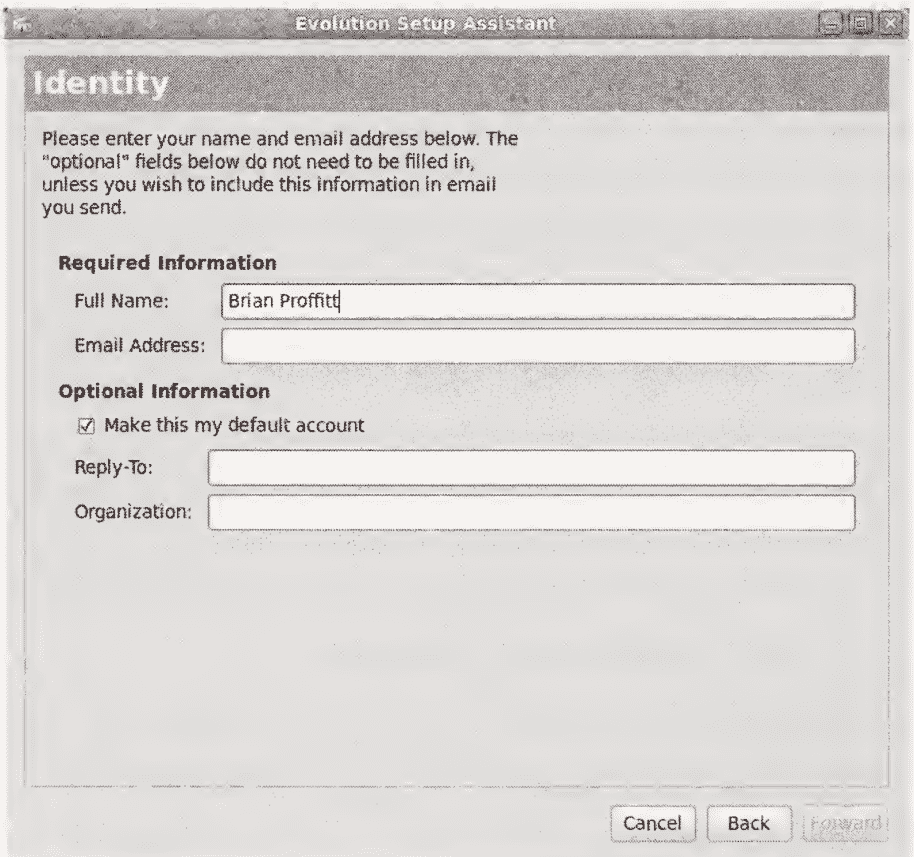 Evolution Setup Assistant
Identity
Please enter your name and email address below. The
"optional" fields below do not need to be filled in,
unless you wish to include this information in email
you send.
Required Information
Full Name: Brian Proffitt
Email Address:
Optional Information
Make this my default account
Reply-To:
Organization:
Cancel Back Forward